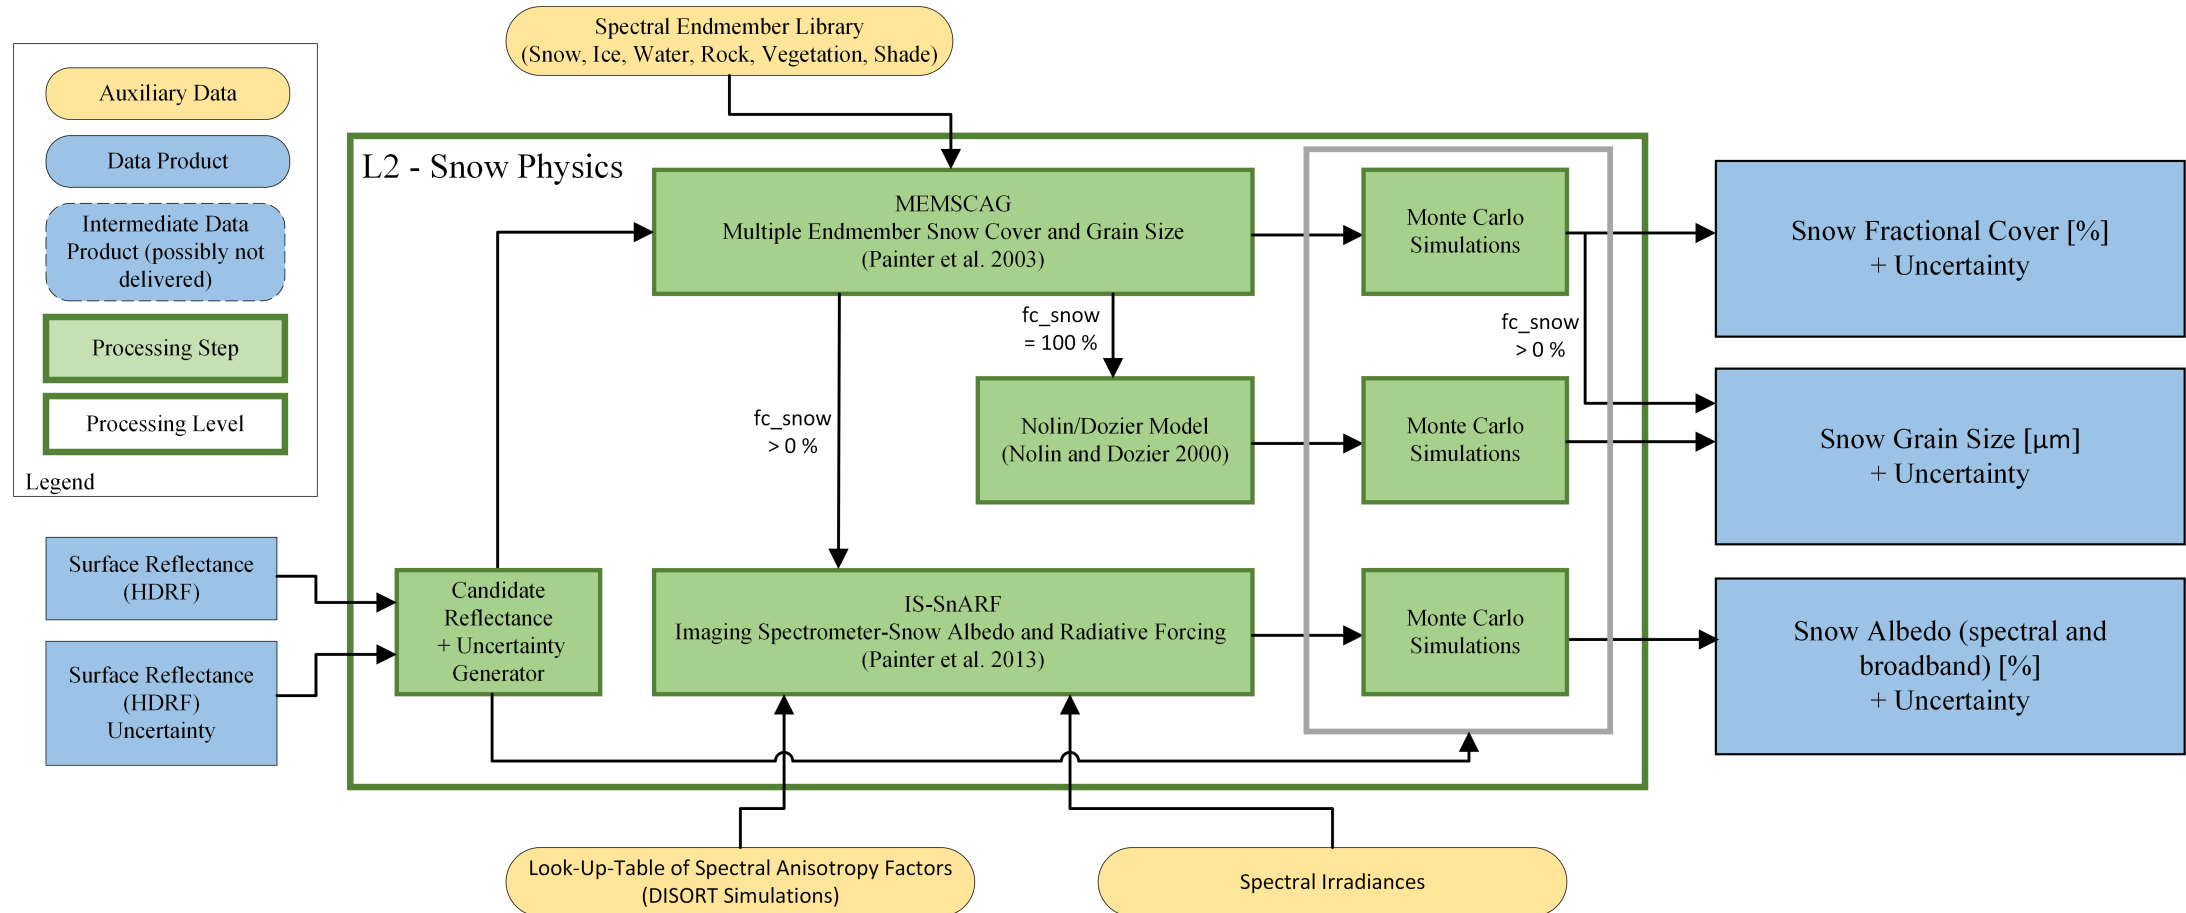 Spectral Endmember Library
(Snow, Ice, Water, Rock, Vegetation, Shade)
Auxiliary Data
Data Product
Intermediate Data
Product (possibly not
delivered)
Processing Step
Processing Level
Legend
L2 - Snow Physics
MEMSCAG
Multiple Endmember Snow Cover and Grain Size
(Painter et al. 2003)
Monte Carlo
Simulations
Snow Fractional Cover [%]
+ Uncertainty
fc_snow
= 100 %
fc_snow
> 0 %
fc_snow
> 0 %
Nolin/Dozier Model
(Nolin and Dozier 2000)
Monte Carlo
Simulations
Snow Grain Size [µm]
+ Uncertainty
Surface Reflectance
(HDRF)
Surface Reflectance
(HDRF)
Uncertainty
Candidate
Reflectance
+ Uncertainty
Generator
IS-SnARF
Imaging Spectrometer-Snow Albedo and Radiative Forcing
(Painter et al. 2013)
Monte Carlo
Simulations
Snow Albedo (spectral and
broadband) [%]
+ Uncertainty
Look-Up-Table of Spectral Anisotropy Factors
(DISORT Simulations)
Spectral Irradiances